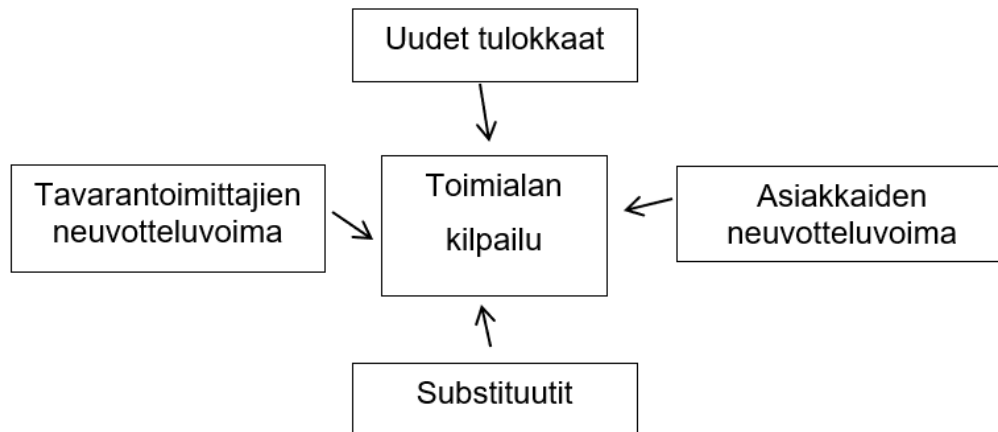 Uudet tulokkaat
Tavarantoimittajien
neuvotteluvoima
Toimialan
kilpailu
Asiakkaiden
neuvotteluvoima
Substituutit